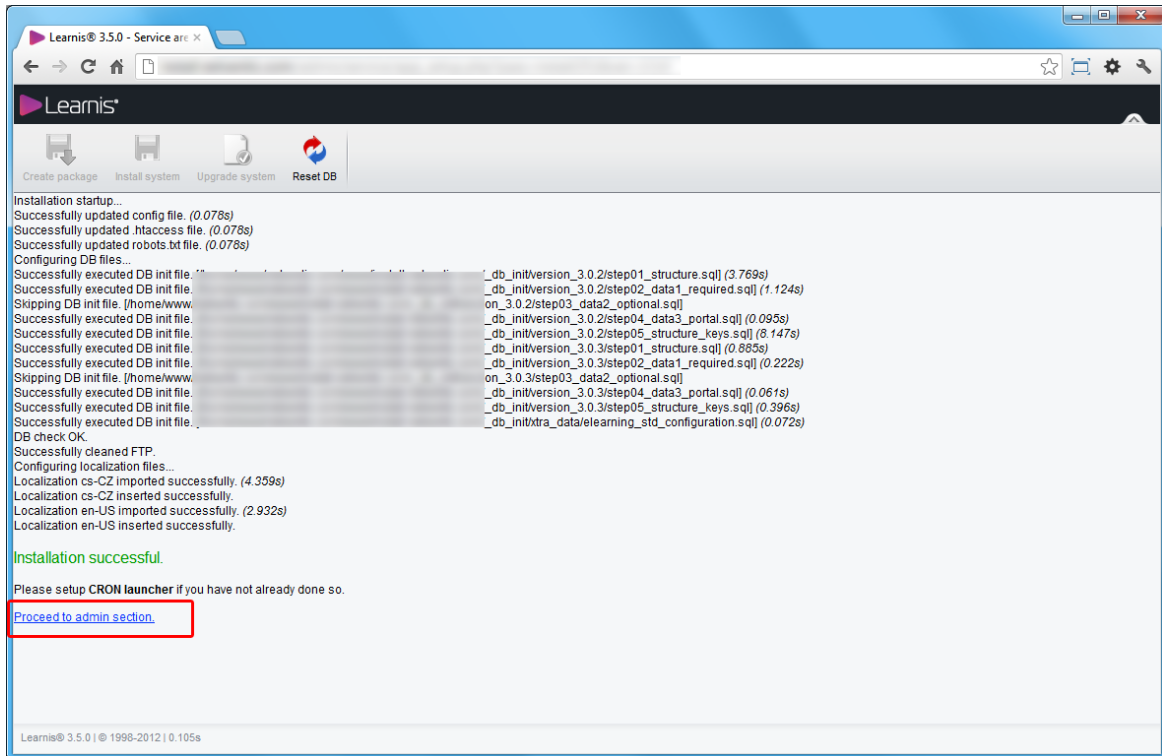 Learnis® 3.5.0 - Service are
Learnis®
Create package Install system Upgrade system Reset DB
Installation startup...
Successfully updated config file. (0.078s)
Successfully updated .htaccess file. (0.078s)
Successfully updated robots.txt file. (0.078s)
Configuring DB files...
Successfully executed DB init file. _db_init/version_3.0.2/step01_structure.sql] (3.769s)
Successfully executed DB init file. _db_init/version_3.0.2/step02_data1_required.sql] (1.124s)
Skipping DB init file. [/home/www on_3.0.2/step03_data2_optional.sql]
Successfully executed DB init file. _db_init/version_3.0.2/step04_data3_portal.sql] (0.095s)
Successfully executed DB init file. _db_init/version_3.0.2/step05_structure_keys.sql] (8.147s)
Successfully executed DB init file. _db_init/version_3.0.3/step01_structure.sql] (0.885s)
Successfully executed DB init file. _db_init/version_3.0.3/step02_data1_required.sql] (0.222s)
Skipping DB init file. [/home/www on_3.0.3/step03_data2_optional.sql]
Successfully executed DB init file. _db_init/version_3.0.3/step04_data3_portal.sql] (0.061s)
Successfully executed DB init file. _db_init/version_3.0.3/step05_structure_keys.sql] (0.396s)
Successfully executed DB init file. _db_init/xtra_data/elearning_std_configuration.sql] (0.072s)
DB check OK.
Successfully cleaned FTP.
Configuring localization files...
Localization cs-CZ imported successfully. (4.359s)
Localization cs-CZ inserted successfully.
Localization en-US imported successfully. (2.932s)
Localization en-US inserted successfully.
Installation successful.
Please setup CRON launcher if you have not already done so.
Proceed to admin section.
Learnis® 3.5.0 | © 1998-2012 | 0.105s